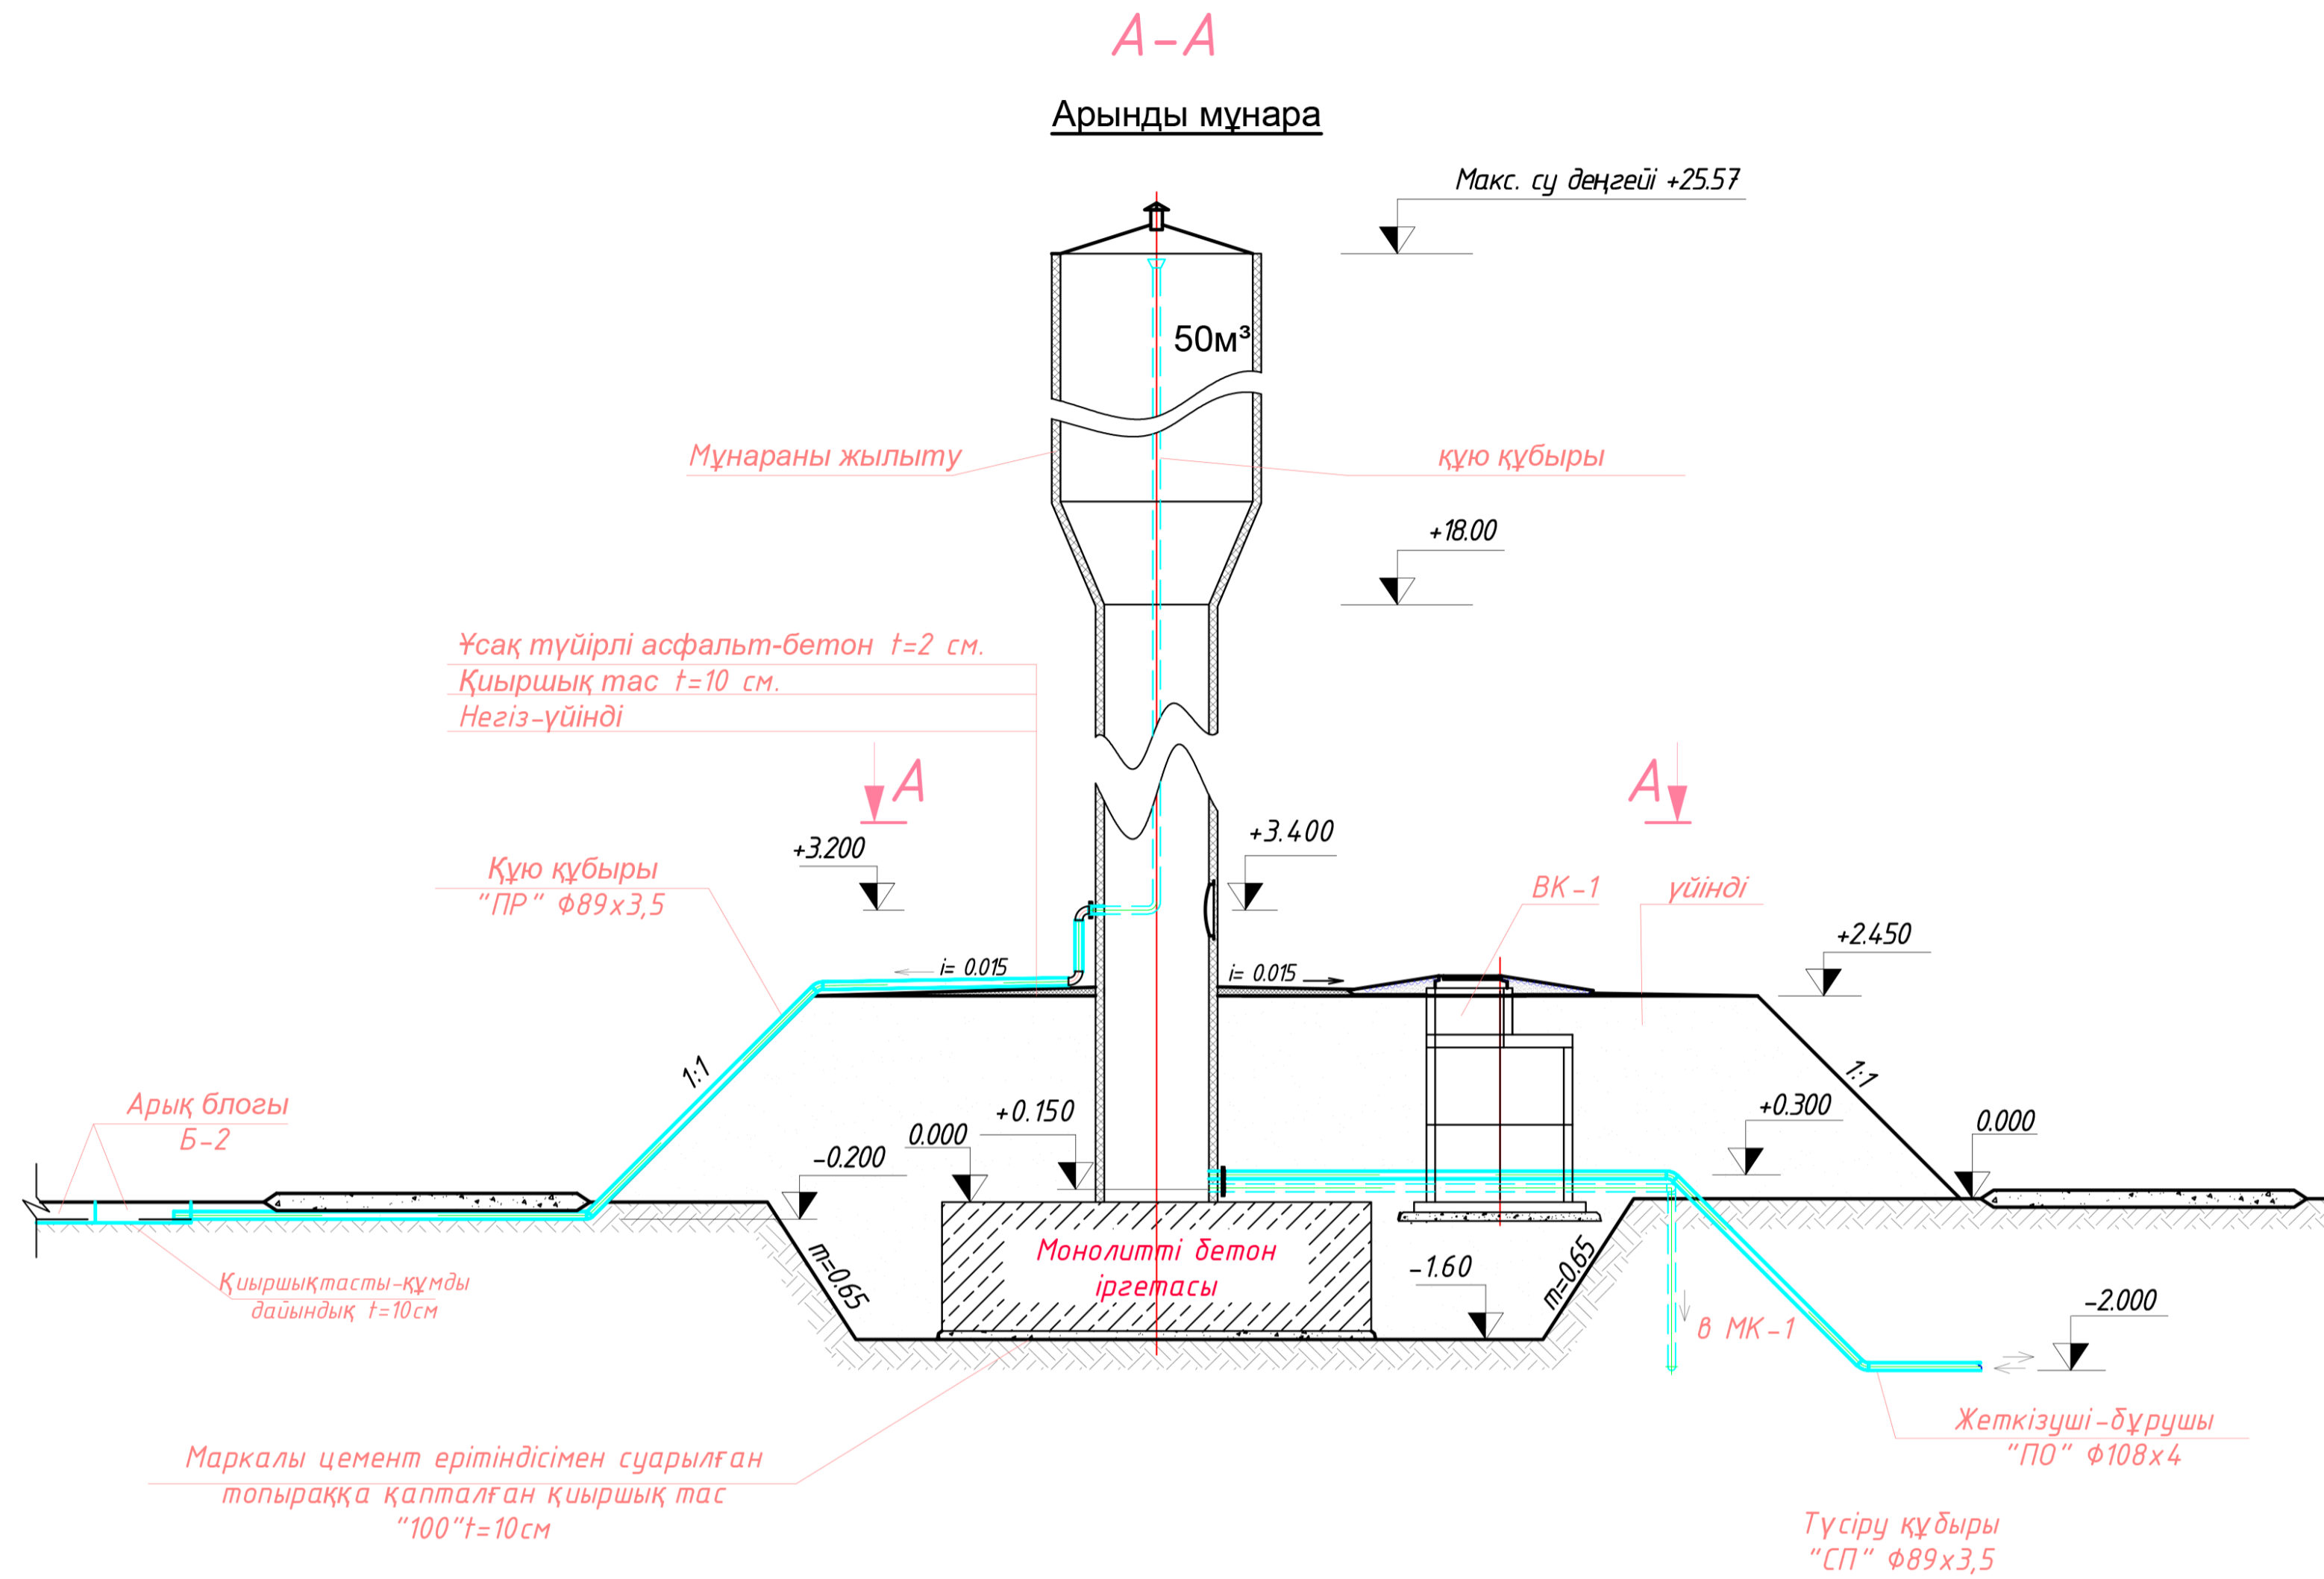 А-А
Арынды мұнара
Макс. су деңгейі +25.57
50м³
Мұнараны жылыту
құю құбыры
+18.00
Ұсақ түйірлі асфальт-бетон t=2 см.
Қиыршық тас t=10 см.
Негіз-үйінді
А
А
+3.200
+3.400
Құю құбыры
"ПР" Ф89х3,5
ВК-1
үйінді
+2.450
i= 0.015
i= 0.015
1:1
1:1
Арық блогы
Б-2
+0.150
0.000
-0.200
+0.300
0.000
Монолитті бетон
іргетасы
m=0.65
m=0.65
-1.60
Қиыршықтасты-құмды
дайындық t=10см
-2.000
в МК-1
Жеткізуші-бұрушы
"ПО" Ф108х4
Маркалы цемент ерітіндісімен суарылған
топыраққа қапталған қиыршық тас
"100"t=10см
Түсіру құбыры
"СП" Ф89х3,5